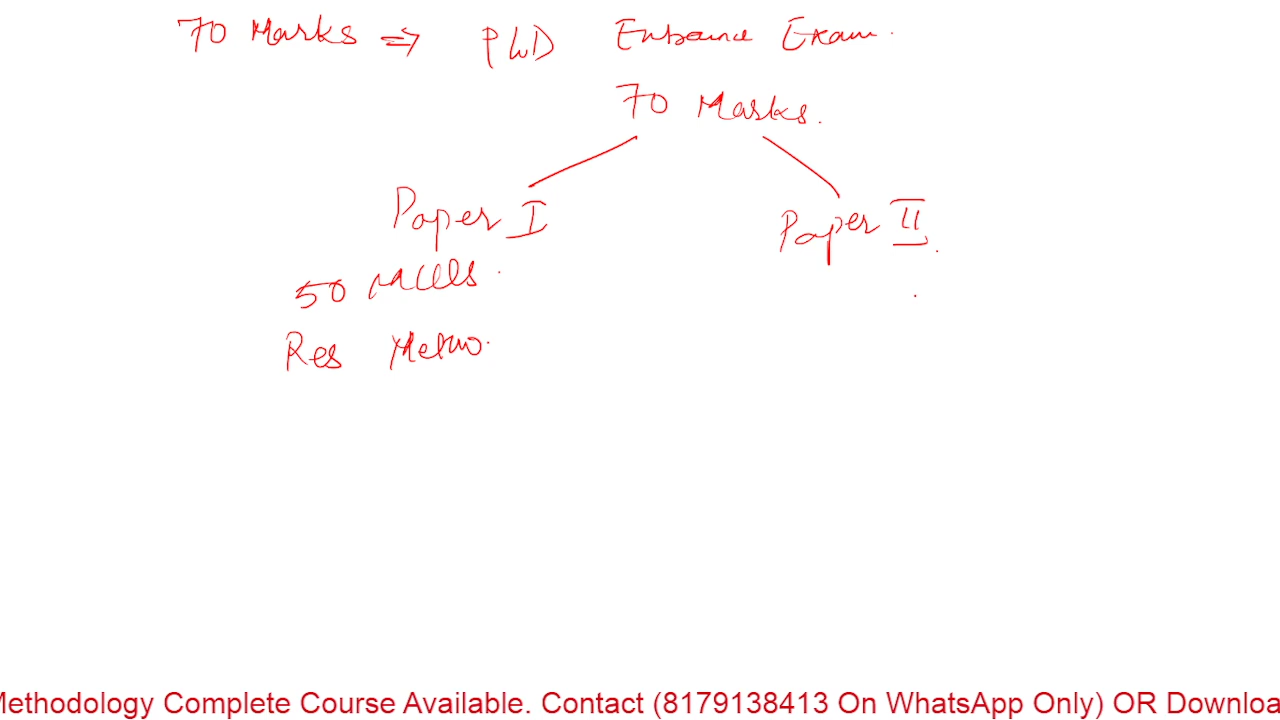 70 Marks ⇒ PhD Entrance Exam.
70 Marks.
Paper I Paper II
50 MCQs
Res Metho.
Methodology Complete Course Available. Contact (8179138413 On WhatsApp Only) OR Downloa